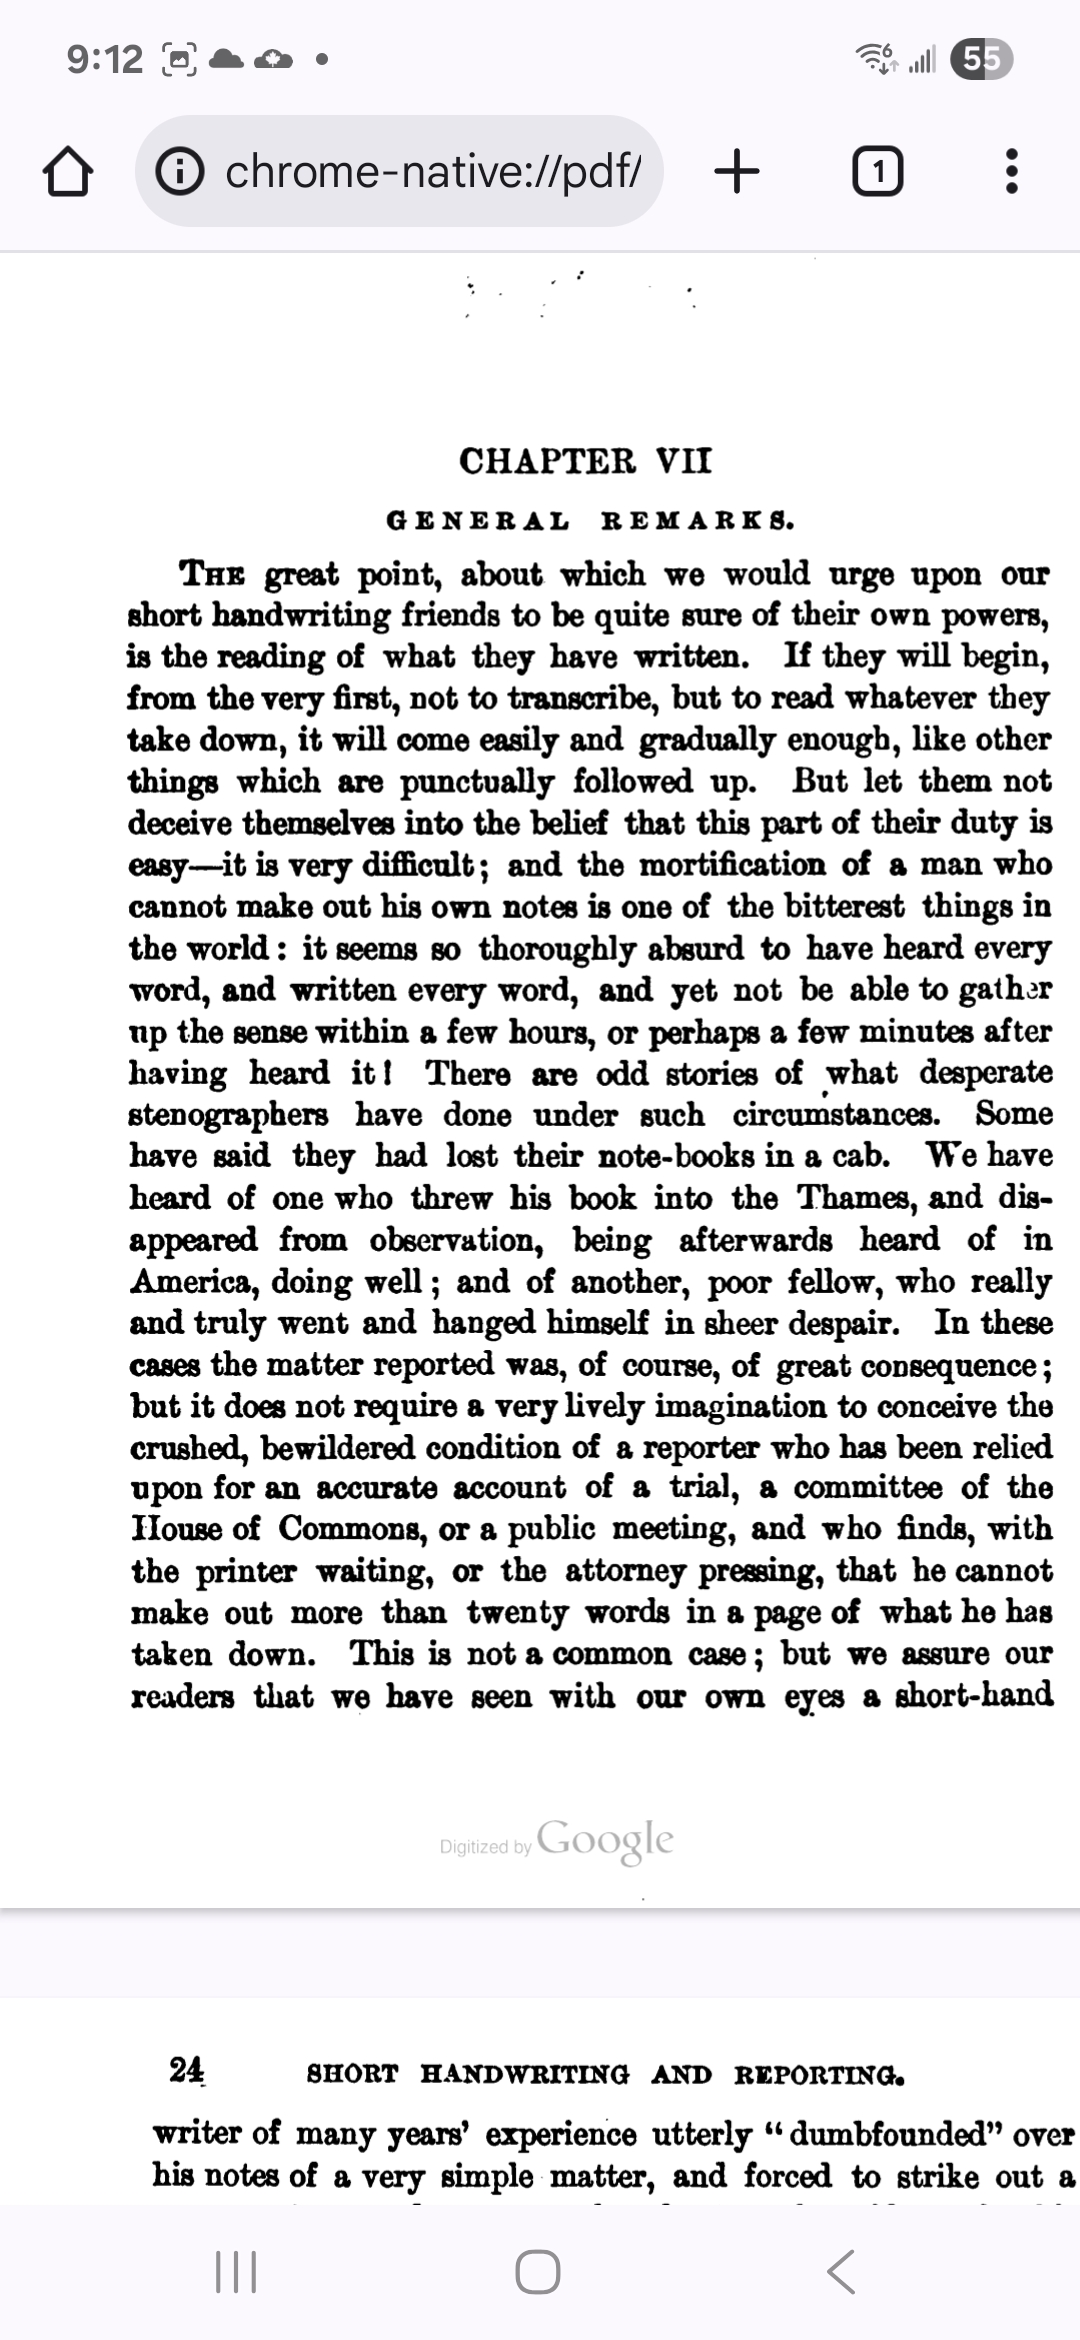 9:12
6
55
chrome-native://pdf/
1
CHAPTER VII
GENERAL REMARKS.
THE great point, about which we would urge upon our
short handwriting friends to be quite sure of their own powers,
is the reading of what they have written. If they will begin,
from the very first, not to transcribe, but to read whatever they
take down, it will come easily and gradually enough, like other
things which are punctually followed up. But let them not
deceive themselves into the belief that this part of their duty is
easy—it is very difficult; and the mortification of a man who
cannot make out his own notes is one of the bitterest things in
the world: it seems so thoroughly absurd to have heard every
word, and written every word, and yet not be able to gather
up the sense within a few hours, or perhaps a few minutes after
having heard it! There are odd stories of what desperate
stenographers have done under such circumstances. Some
have said they had lost their note-books in a cab. We have
heard of one who threw his book into the Thames, and dis-
appeared from observation, being afterwards heard of in
America, doing well; and of another, poor fellow, who really
and truly went and hanged himself in sheer despair. In these
cases the matter reported was, of course, of great consequence;
but it does not require a very lively imagination to conceive the
crushed, bewildered condition of a reporter who has been relied
upon for an accurate account of a trial, a committee of the
House of Commons, or a public meeting, and who finds, with
the printer waiting, or the attorney pressing, that he cannot
make out more than twenty words in a page of what he has
taken down. This is not a common case; but we assure our
readers that we have seen with our own eyes a short-hand
Digitized by Google
24 SHORT HANDWRITING AND REPORTING.
writer of many years' experience utterly "dumbfounded" over
his notes of a very simple matter, and forced to strike out a